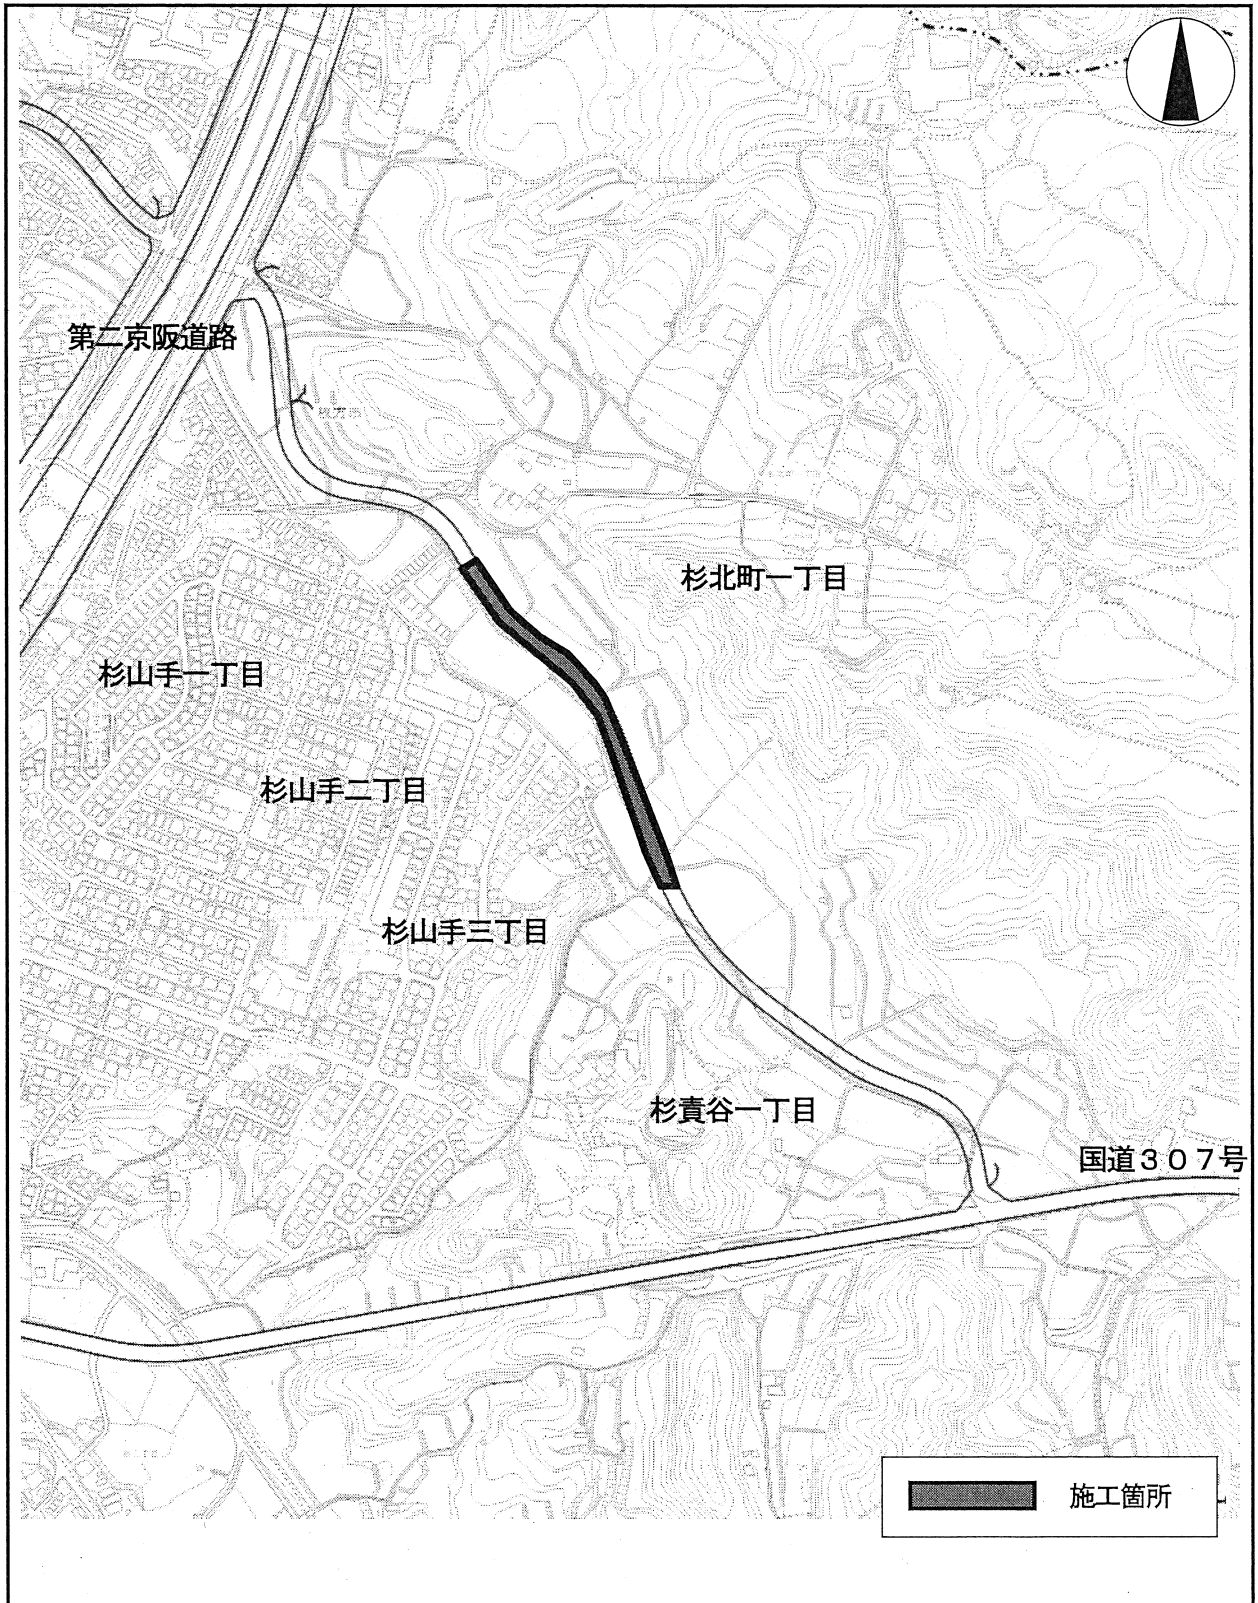 第二京阪道路
杉北町一丁目
杉山手一丁目
杉山手二丁目
杉山手三丁目
杉責谷一丁目
国道３０７号
施工箇所